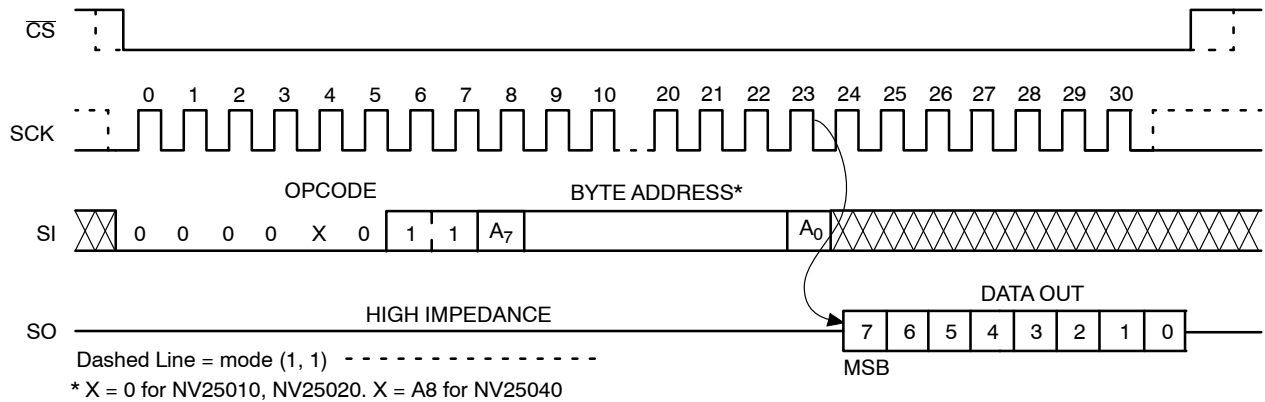 CS
0 1 2 3 4 5 6 7 8 9 10 20 21 22 23 24 25 26 27 28 29 30
SCK
OPCODE BYTE ADDRESS*
SI 0 0 0 0 X 0 1 1 A7 A0
DATA OUT
HIGH IMPEDANCE
SO 7 6 5 4 3 2 1 0
Dashed Line = mode (1, 1) - - - - - - - - - - - - - - -
MSB
* X = 0 for NV25010, NV25020. X = A8 for NV25040